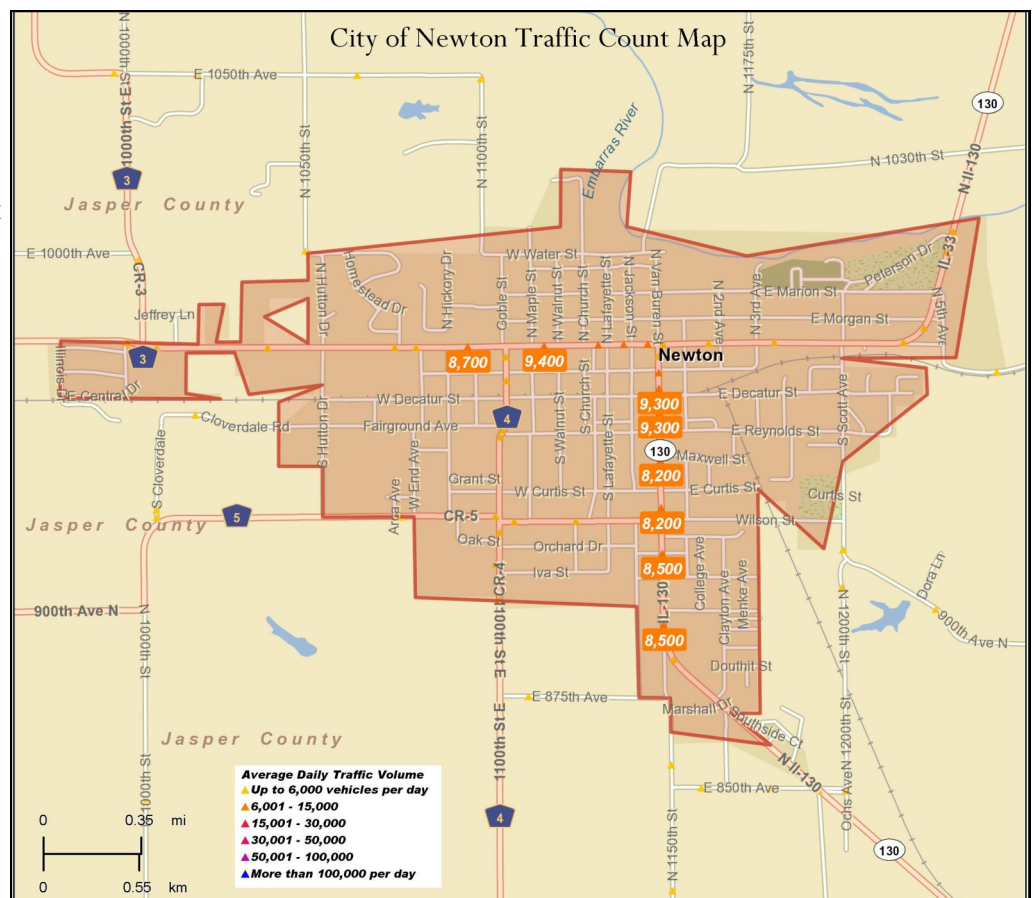 City of Newton Traffic Count Map
N 1000th St E
1000th St E
E 1050th Ave
N 1050th St
N 1100th St
N 1175th St
130
N Il-130
N 1030th St
Embarras River
3
Jasper County
E 1000th Ave
CR-3
Jeffrey Ln
N Hutton Dr
Homestead Dr
N Hickory Dr
W Water St
Goble St
N Maple St
N Walnut St
N Church St
N Lafayette St
N Jackson St
N Van Buren St
N 2nd Ave
N 3rd Ave
E Marion St
Peterson Dr
IL-33
E Morgan St
N 5th Ave
3
8,700
9,400
Newton
E Central Dr
Cloverdale Rd
S Hutton Dr
W Decatur St
Fairground Ave
4
S Walnut St
S Church St
S Lafayette St
9,300
9,300
E Decatur St
E Reynolds St
S Scott Ave
130
Maxwell St
S Cloverdale
Arca Ave
W End Ave
Grant St
W Curtis St
8,200
E Curtis St
Curtis St
Jasper County
5
CR-5
8,200
Wilson St
Oak St
Orchard Dr
Iva St
8,500
College Ave
Clayton Ave
Menke Ave
Dora Ln
900th Ave N
N 1000th St
CR-4
1100th St E
IL-130
8,500
N 1200th St
900th Ave N
Douthit St
E 875th Ave
Marshall Dr
Southside Ct
Jasper County
1100th St E
N Il-130
N 1200th St
Ochs Ave
E 850th Ave
N 1150th St
1000th St
4
130
Average Daily Traffic Volume
Up to 6,000 vehicles per day
6,001 - 15,000
15,001 - 30,000
30,001 - 50,000
50,001 - 100,000
More than 100,000 per day
0 0.35 mi
0 0.55 km